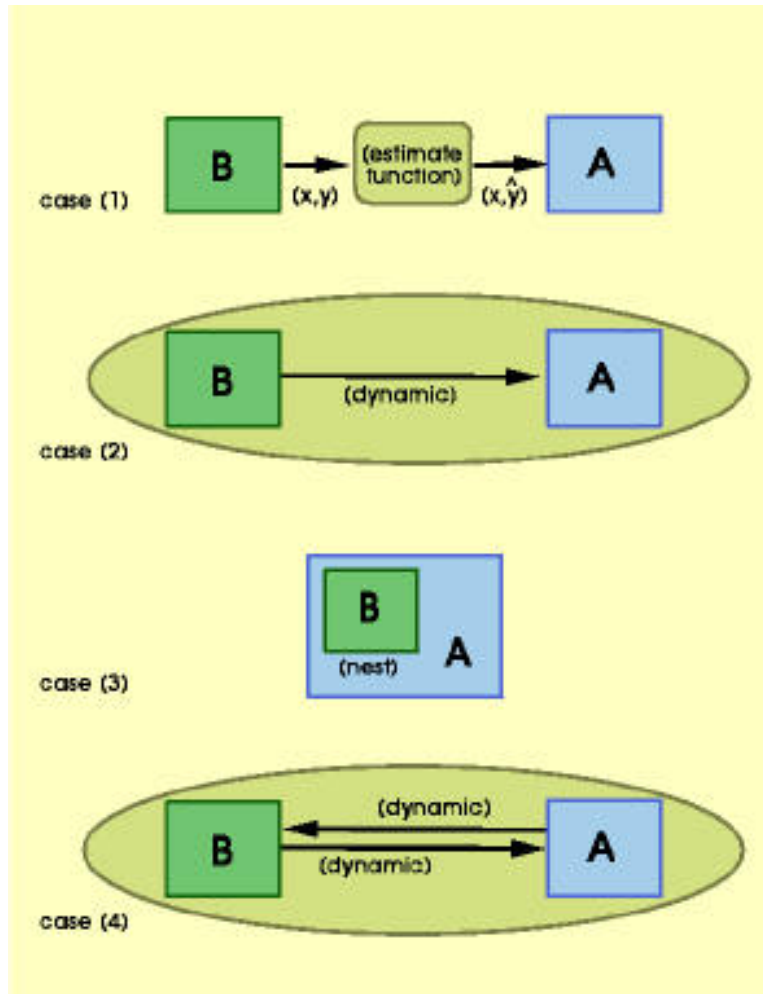 B
(estimate
function)
A
(x,y)
(x,ŷ)
case (1)
B
A
(dynamic)
case (2)
B
(nest)
A
case (3)
(dynamic)
B
A
(dynamic)
case (4)